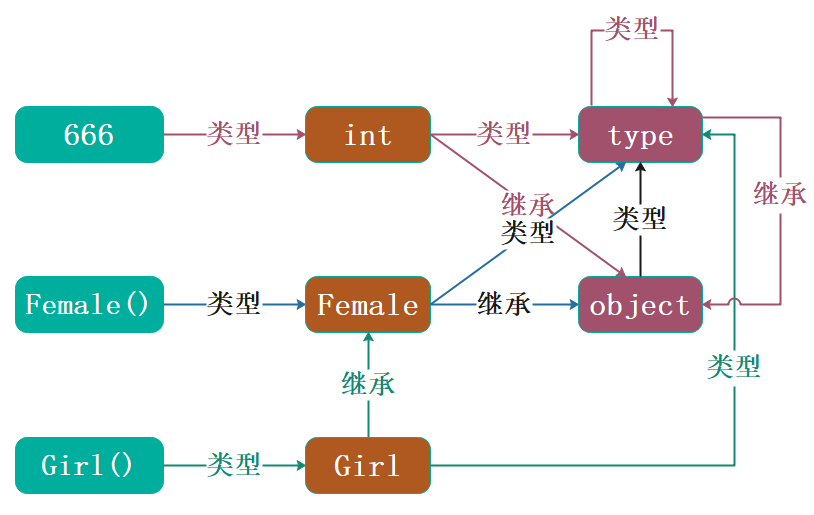 类型
666
类型
int
类型
type
继承
继承
类型
类型
Female()
类型
Female
继承
object
类型
继承
Girl()
类型
Girl